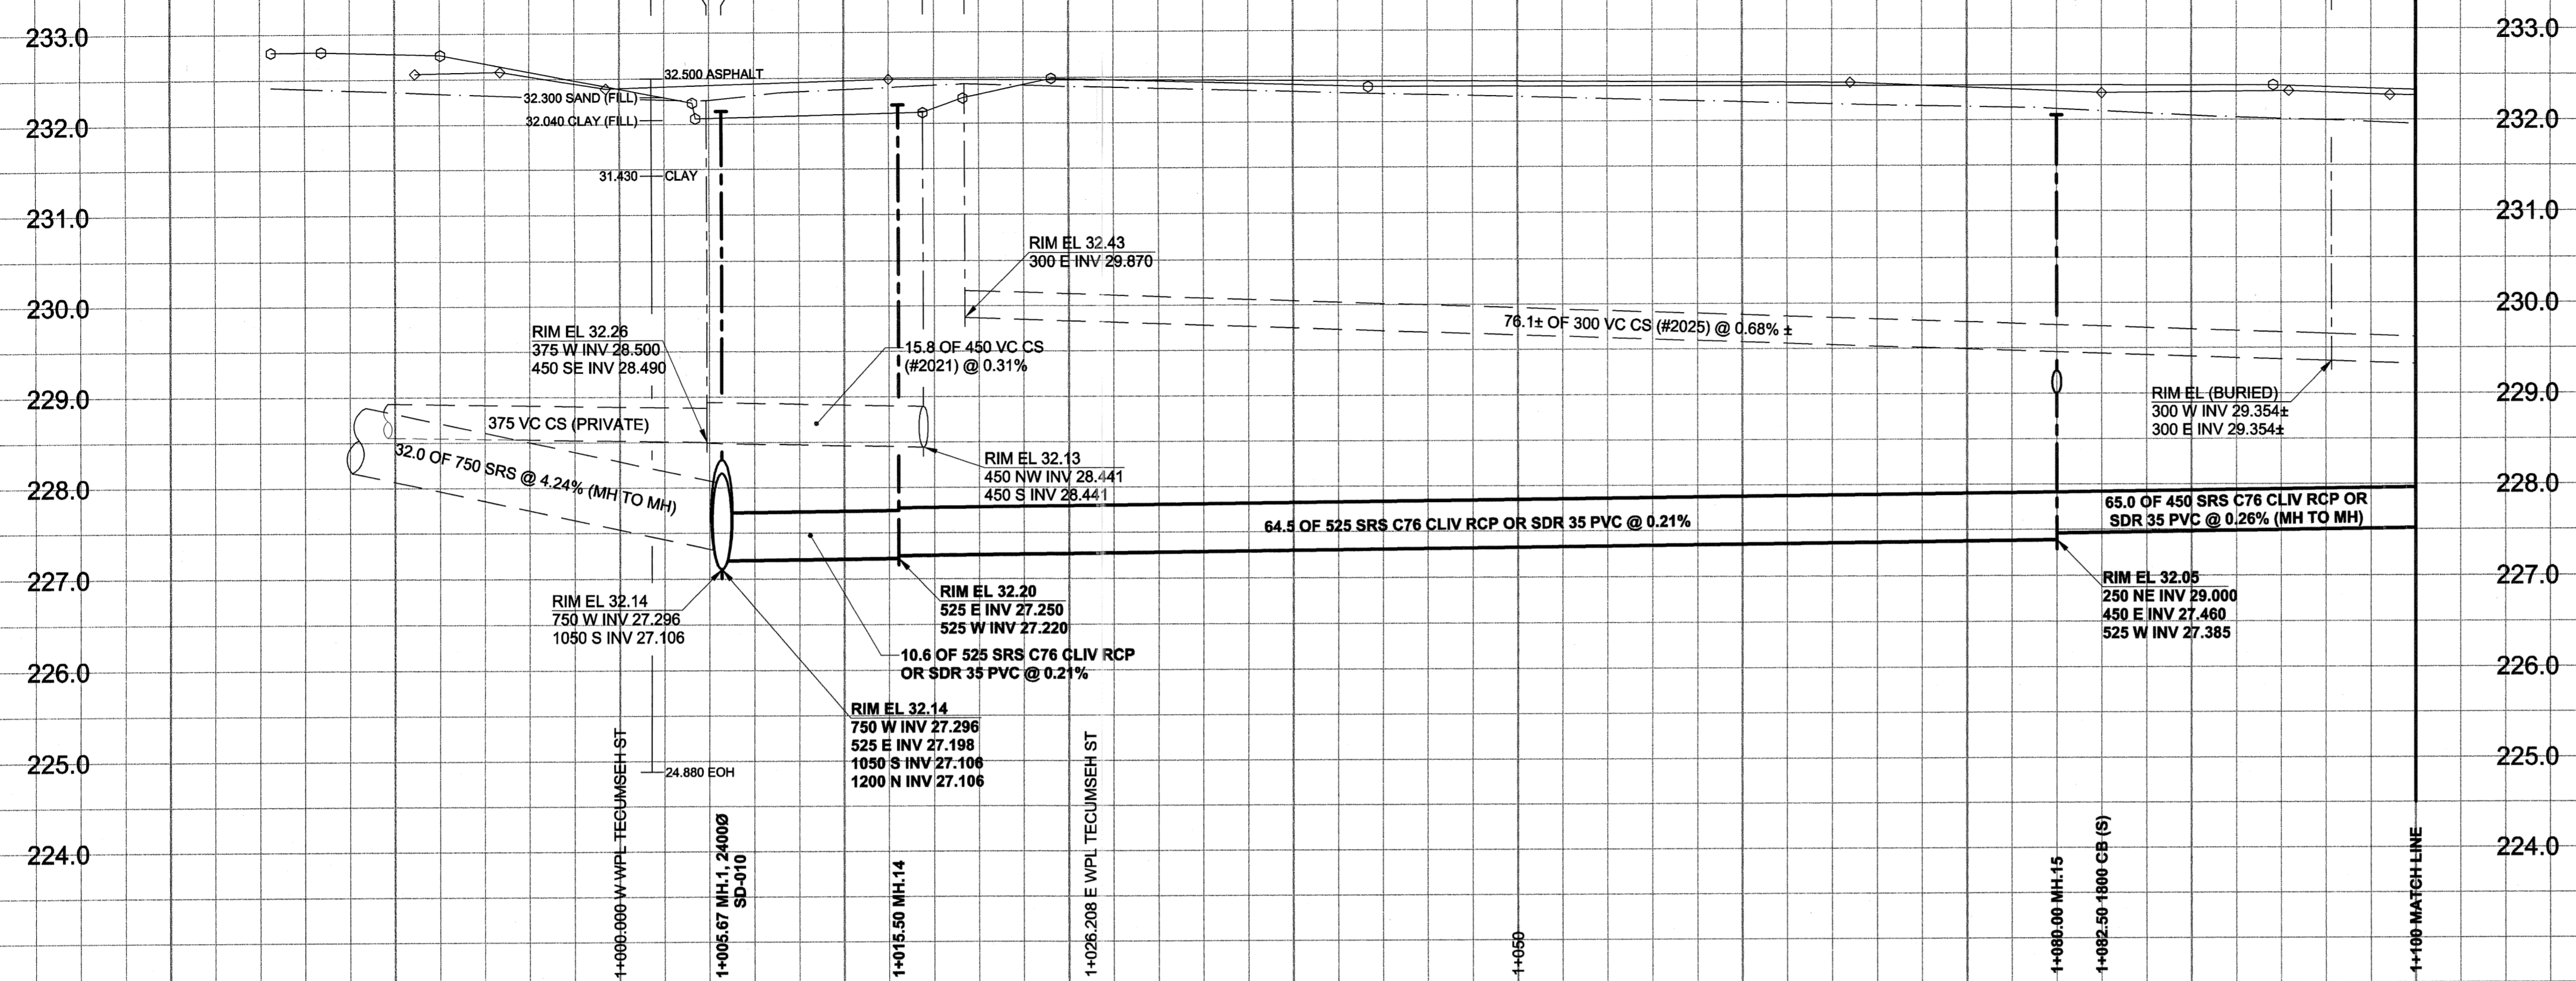 233.0
232.0
231.0
230.0
229.0
228.0
227.0
226.0
225.0
224.0
32.500 ASPHALT
32.300 SAND (FILL)
32.040 CLAY (FILL)
31.430
CLAY
RIM EL 32.26
375 W INV 28.500
450 SE INV 28.490
375 VC CS (PRIVATE)
32.0 OF 750 SRS @ 4.24% (MH TO MH)
RIM EL 32.14
750 W INV 27.296
1050 S INV 27.106
24.880 EOH
15.8 OF 450 VC CS
(#2021) @ 0.31%
RIM EL 32.43
300 E INV 29.870
RIM EL 32.13
450 NW INV 28.441
450 S INV 28.441
RIM EL 32.20
525 E INV 27.250
525 W INV 27.220
10.6 OF 525 SRS C76 CLIV RCP
OR SDR 35 PVC @ 0.21%
RIM EL 32.14
750 W INV 27.296
525 E INV 27.198
1050 S INV 27.106
1200 N INV 27.106
76.1± OF 300 VC CS (#2025) @ 0.68% ±
64.5 OF 525 SRS C76 CLIV RCP OR SDR 35 PVC @ 0.21%
RIM EL (BURIED)
300 W INV 29.354±
300 E INV 29.354±
65.0 OF 450 SRS C76 CLIV RCP OR
SDR 35 PVC @ 0.26% (MH TO MH)
RIM EL 32.05
250 NE INV 29.000
450 E INV 27.460
525 W INV 27.385
1+000.000 W WPL TECUMSEH ST
1+005.67 MH.1, 2400Ø
SD-010
1+015.50 MH.14
1+026.208 E WPL TECUMSEH ST
1+050
1+080.00 MH.15
1+082.50 1800 CB (S)
1+100 MATCH LINE
233.0
232.0
231.0
230.0
229.0
228.0
227.0
226.0
225.0
224.0